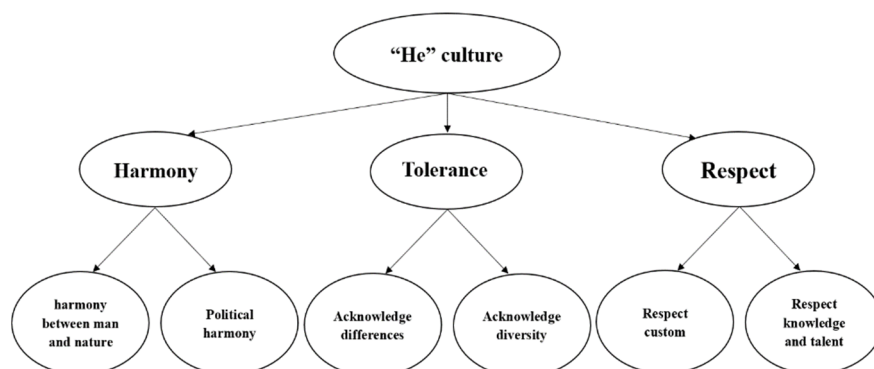 “He” culture
Harmony
Tolerance
Respect
harmony
between man
and nature
Political
harmony
Acknowledge
differences
Acknowledge
diversity
Respect
custom
Respect
knowledge
and talent